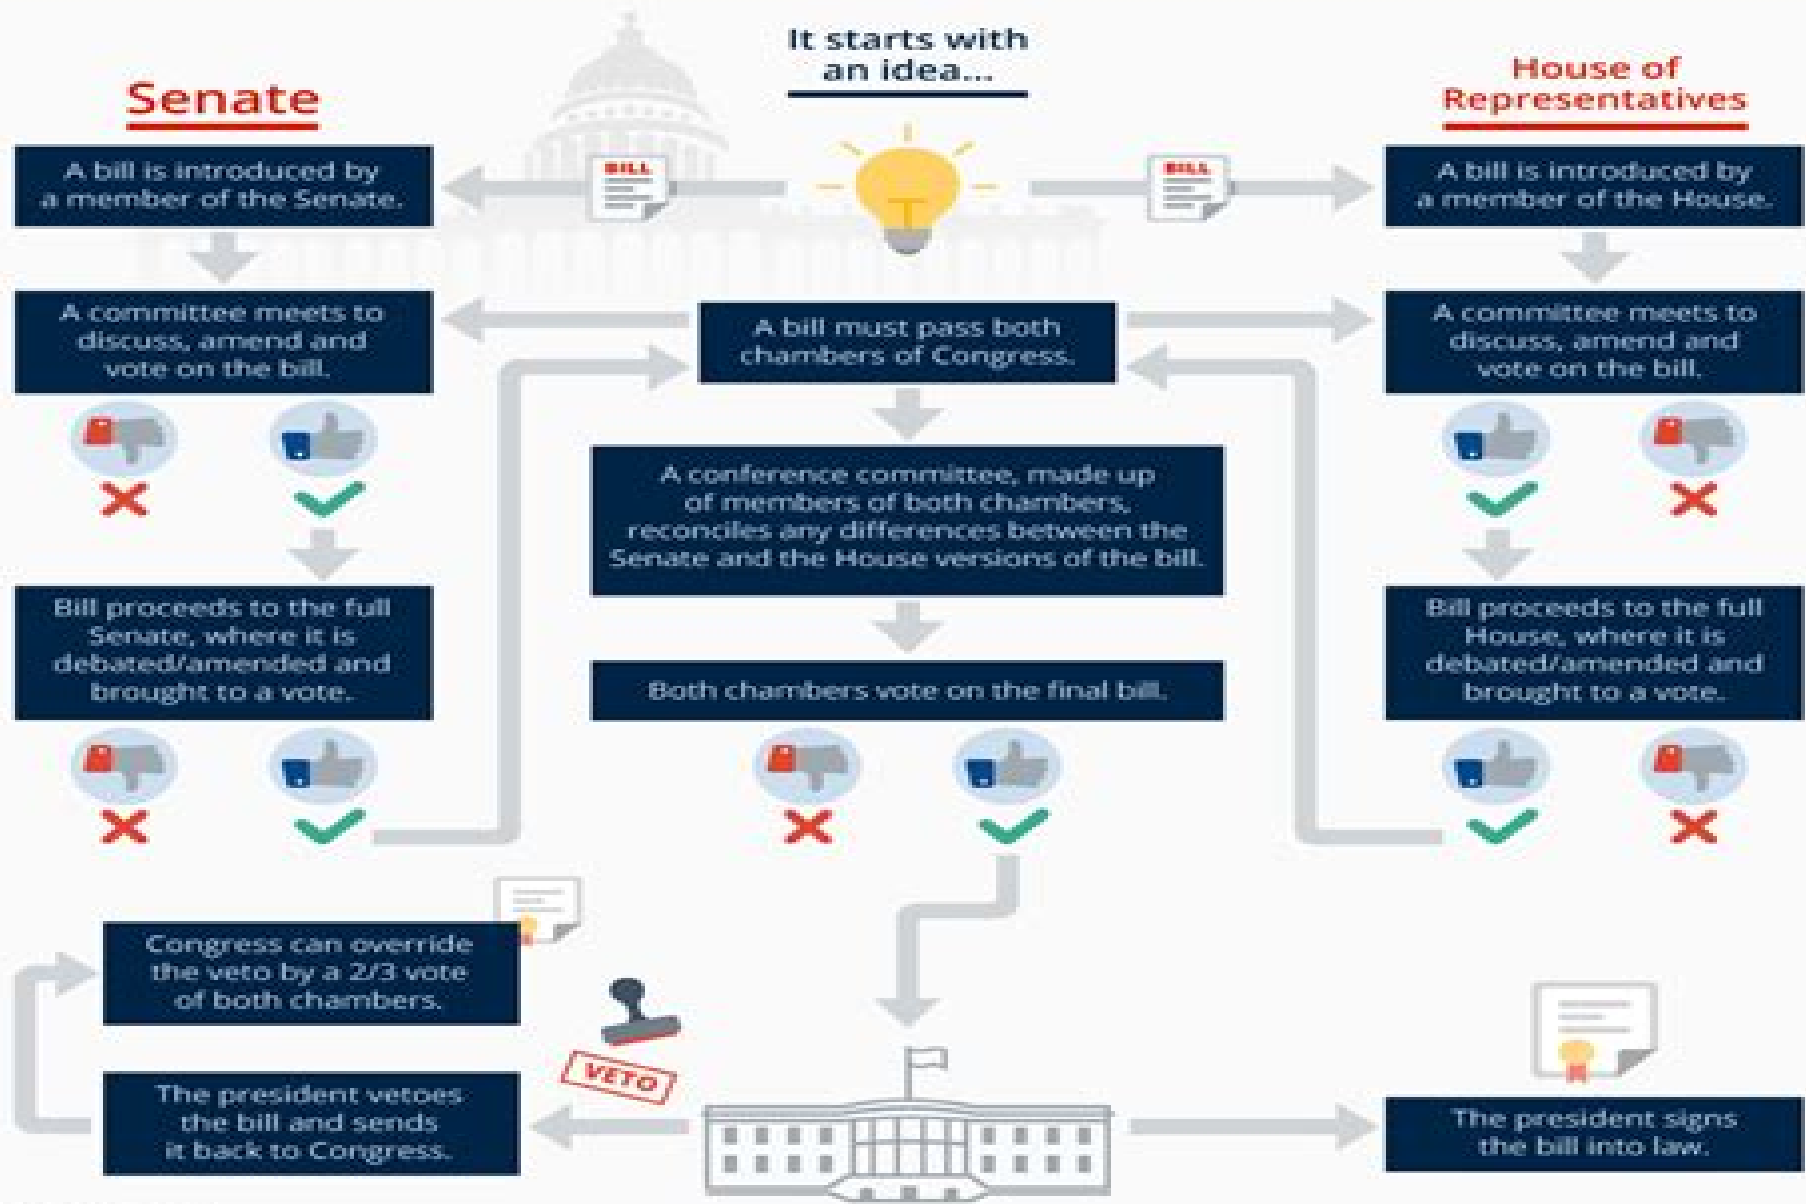 It starts with
an idea...
Senate
House of
Representatives
A bill is introduced by
a member of the Senate.
BILL
BILL
A bill is introduced by
a member of the House.
A committee meets to
discuss, amend and
vote on the bill.
A bill must pass both
chambers of Congress.
A committee meets to
discuss, amend and
vote on the bill.
A conference committee, made up
of members of both chambers,
reconciles any differences between the
Senate and the House versions of the bill.
Bill proceeds to the full
Senate, where it is
debated/amended and
brought to a vote.
Both chambers vote on the final bill.
Bill proceeds to the full
House, where it is
debated/amended and
brought to a vote.
Congress can override
the veto by a 2/3 vote
of both chambers.
VETO
The president vetoes
the bill and sends
it back to Congress.
The president signs
the bill into law.